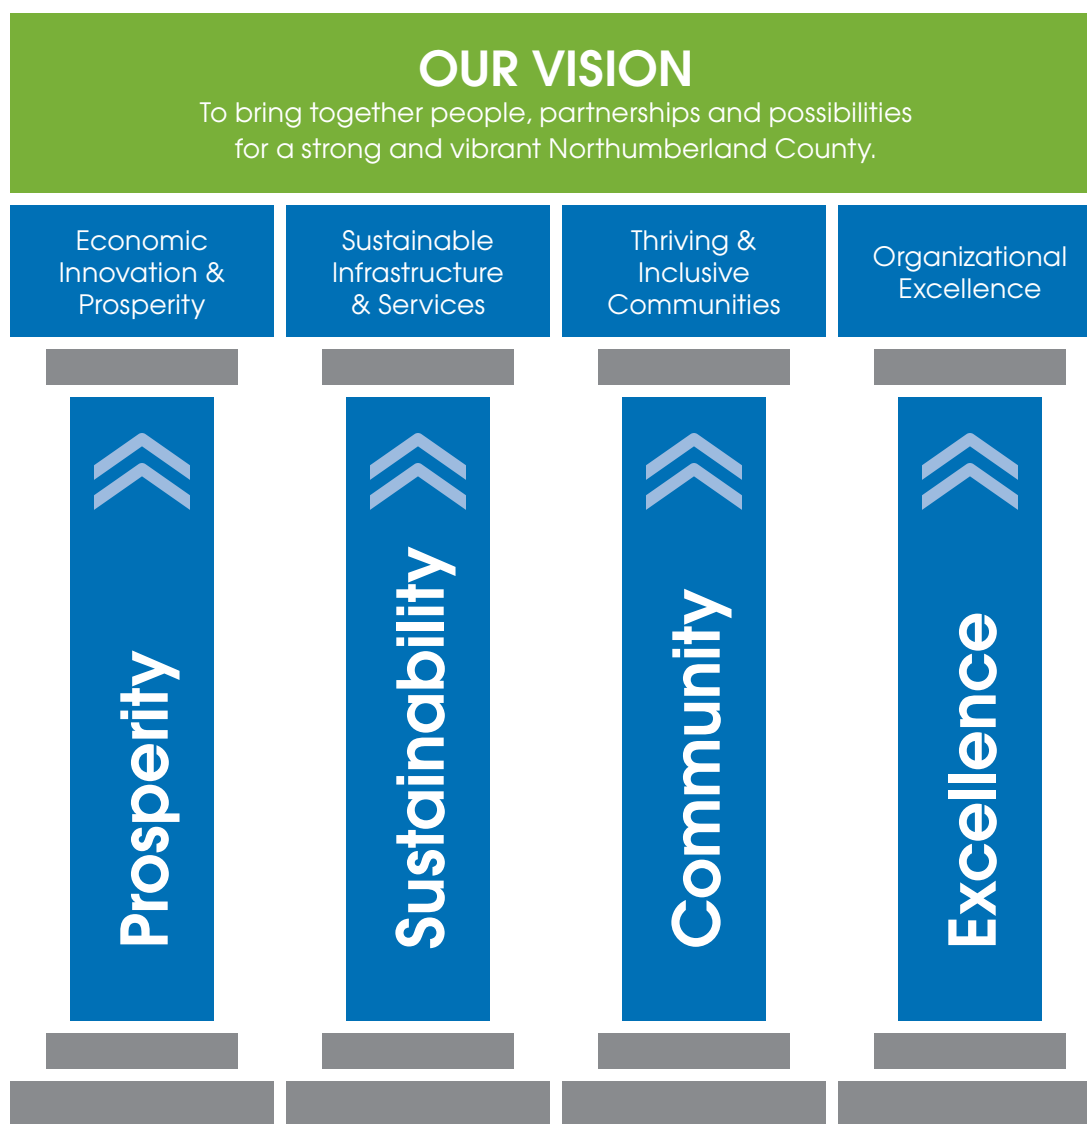 OUR VISION
To bring together people, partnerships and possibilities
for a strong and vibrant Northumberland County.
Economic
Innovation &
Prosperity
Sustainable
Infrastructure
& Services
Thriving &
Inclusive
Communities
Organizational
Excellence
Prosperity
Sustainability
Community
Excellence